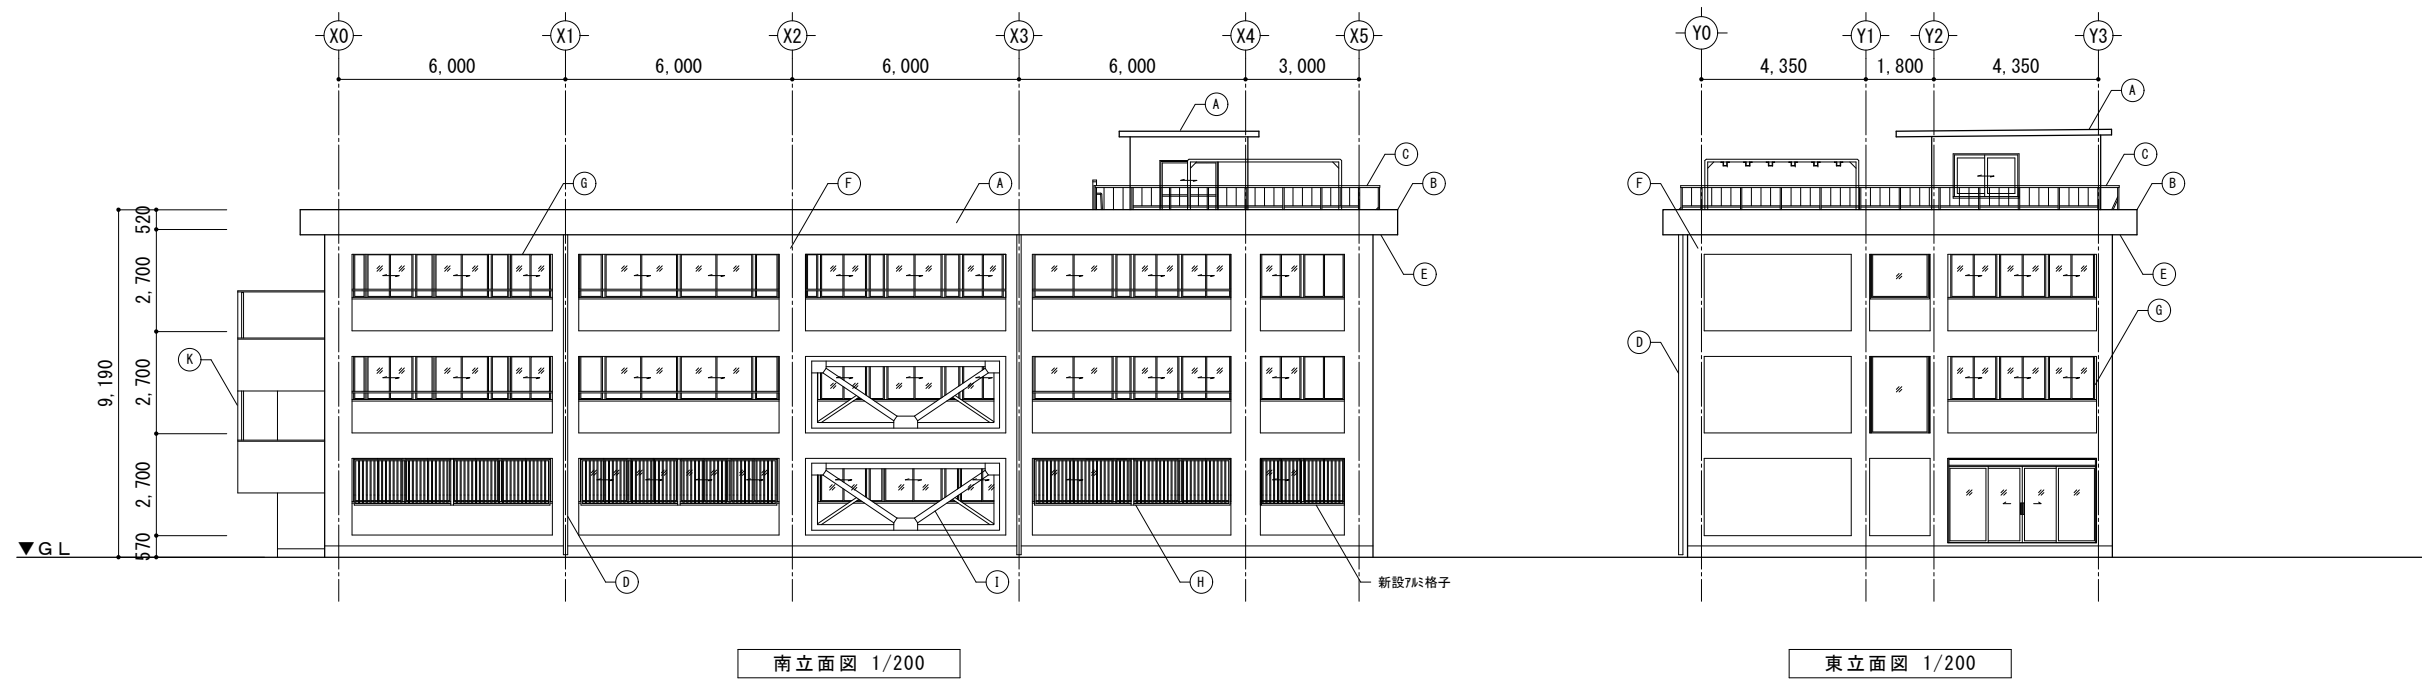 X0 X1 X2 X3 X4 X5
6,000 6,000 6,000 6,000 3,000
Y0 Y1 Y2 Y3
4,350 1,800 4,350
A
A
C
B
G
F
A
E
K
D
I
H
新設アルミ格子
520
2,700
2,700
2,700
570
9,190
▼GL
F
C
B
E
G
D
南立面図 1/200
東立面図 1/200